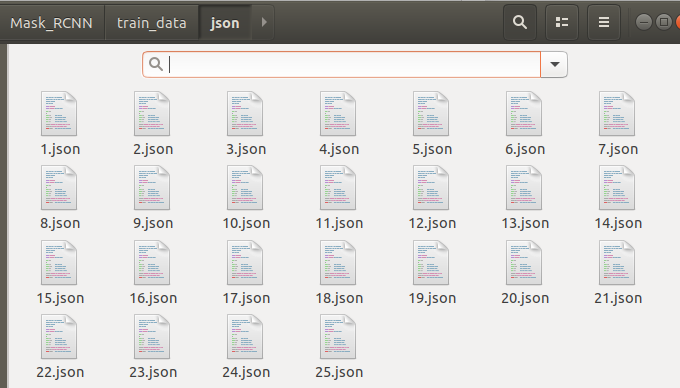 Mask_RCNN train_data json
1.json 2.json 3.json 4.json 5.json 6.json 7.json
8.json 9.json 10.json 11.json 12.json 13.json 14.json
15.json 16.json 17.json 18.json 19.json 20.json 21.json
22.json 23.json 24.json 25.json